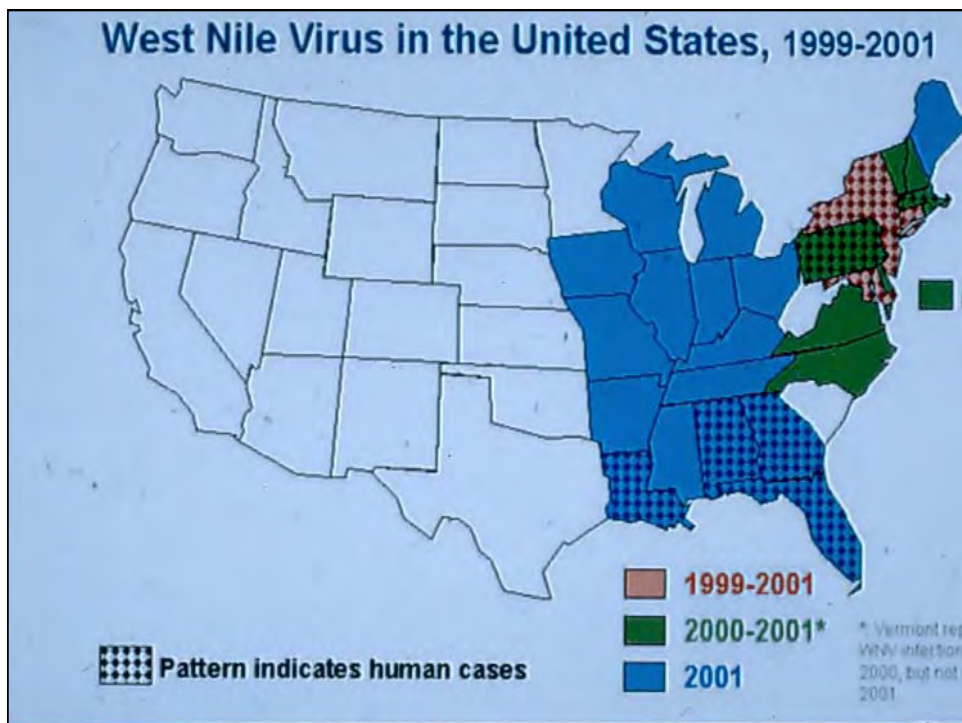 West Nile Virus in the United States, 1999-2001
1999-2001
2000-2001*
2001
Pattern indicates human cases
* Vermont rep
WNV infection
2000, but not
2001.